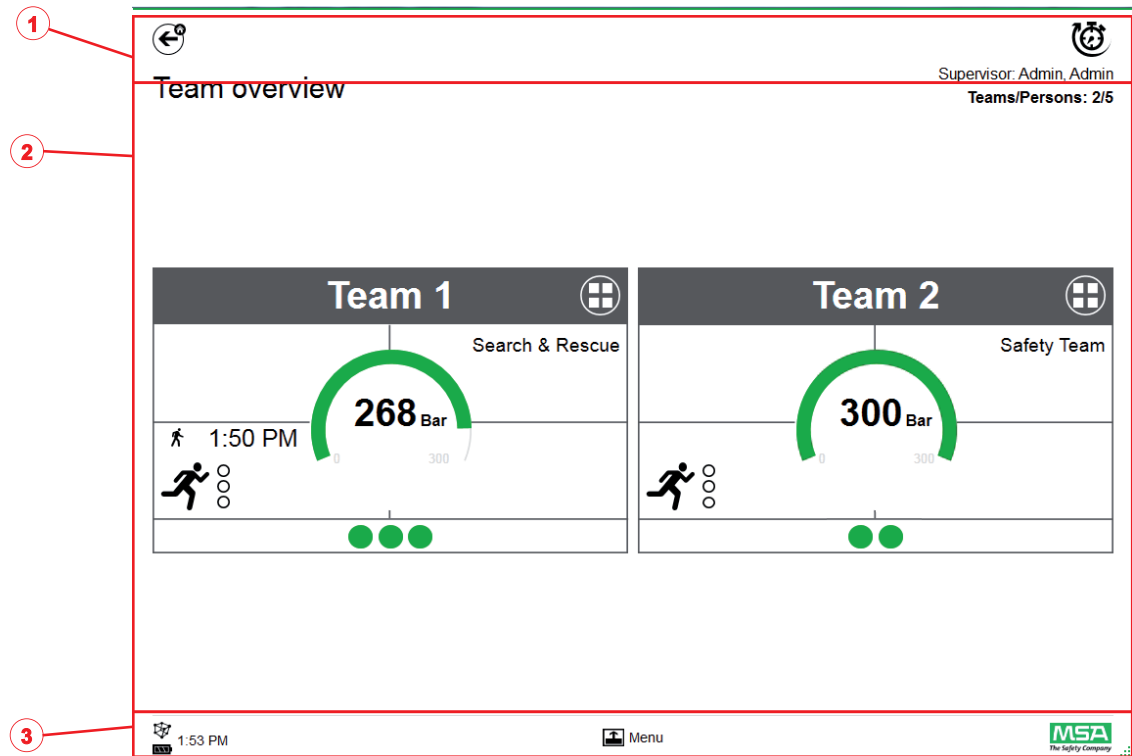 1
Supervisor: Admin, Admin
Team overview
Teams/Persons: 2/5
2
Team 1
Search & Rescue
268 Bar
0 300
1:50 PM
Team 2
Safety Team
300 Bar
0 300
3
1:53 PM
Menu
MSA
The Safety Company